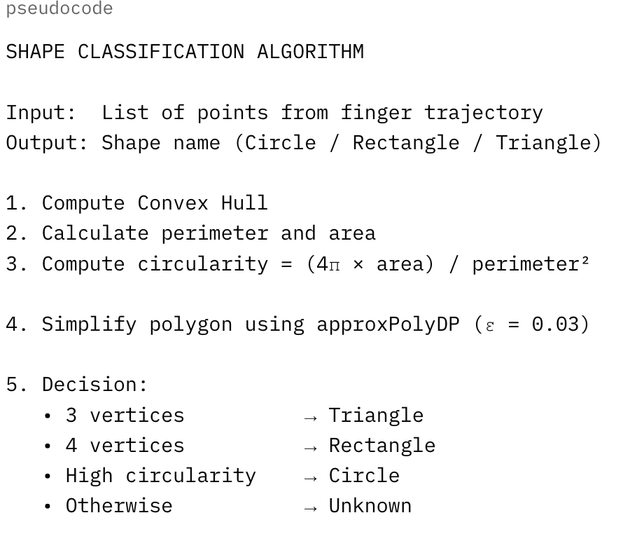 pseudocode
SHAPE CLASSIFICATION ALGORITHM
Input:  List of points from finger trajectory
Output: Shape name (Circle / Rectangle / Triangle)
1. Compute Convex Hull
2. Calculate perimeter and area
3. Compute circularity = (4π × area) / perimeter²
4. Simplify polygon using approxPolyDP (ε = 0.03)
5. Decision:
• 3 vertices → Triangle
• 4 vertices → Rectangle
• High circularity → Circle
• Otherwise → Unknown